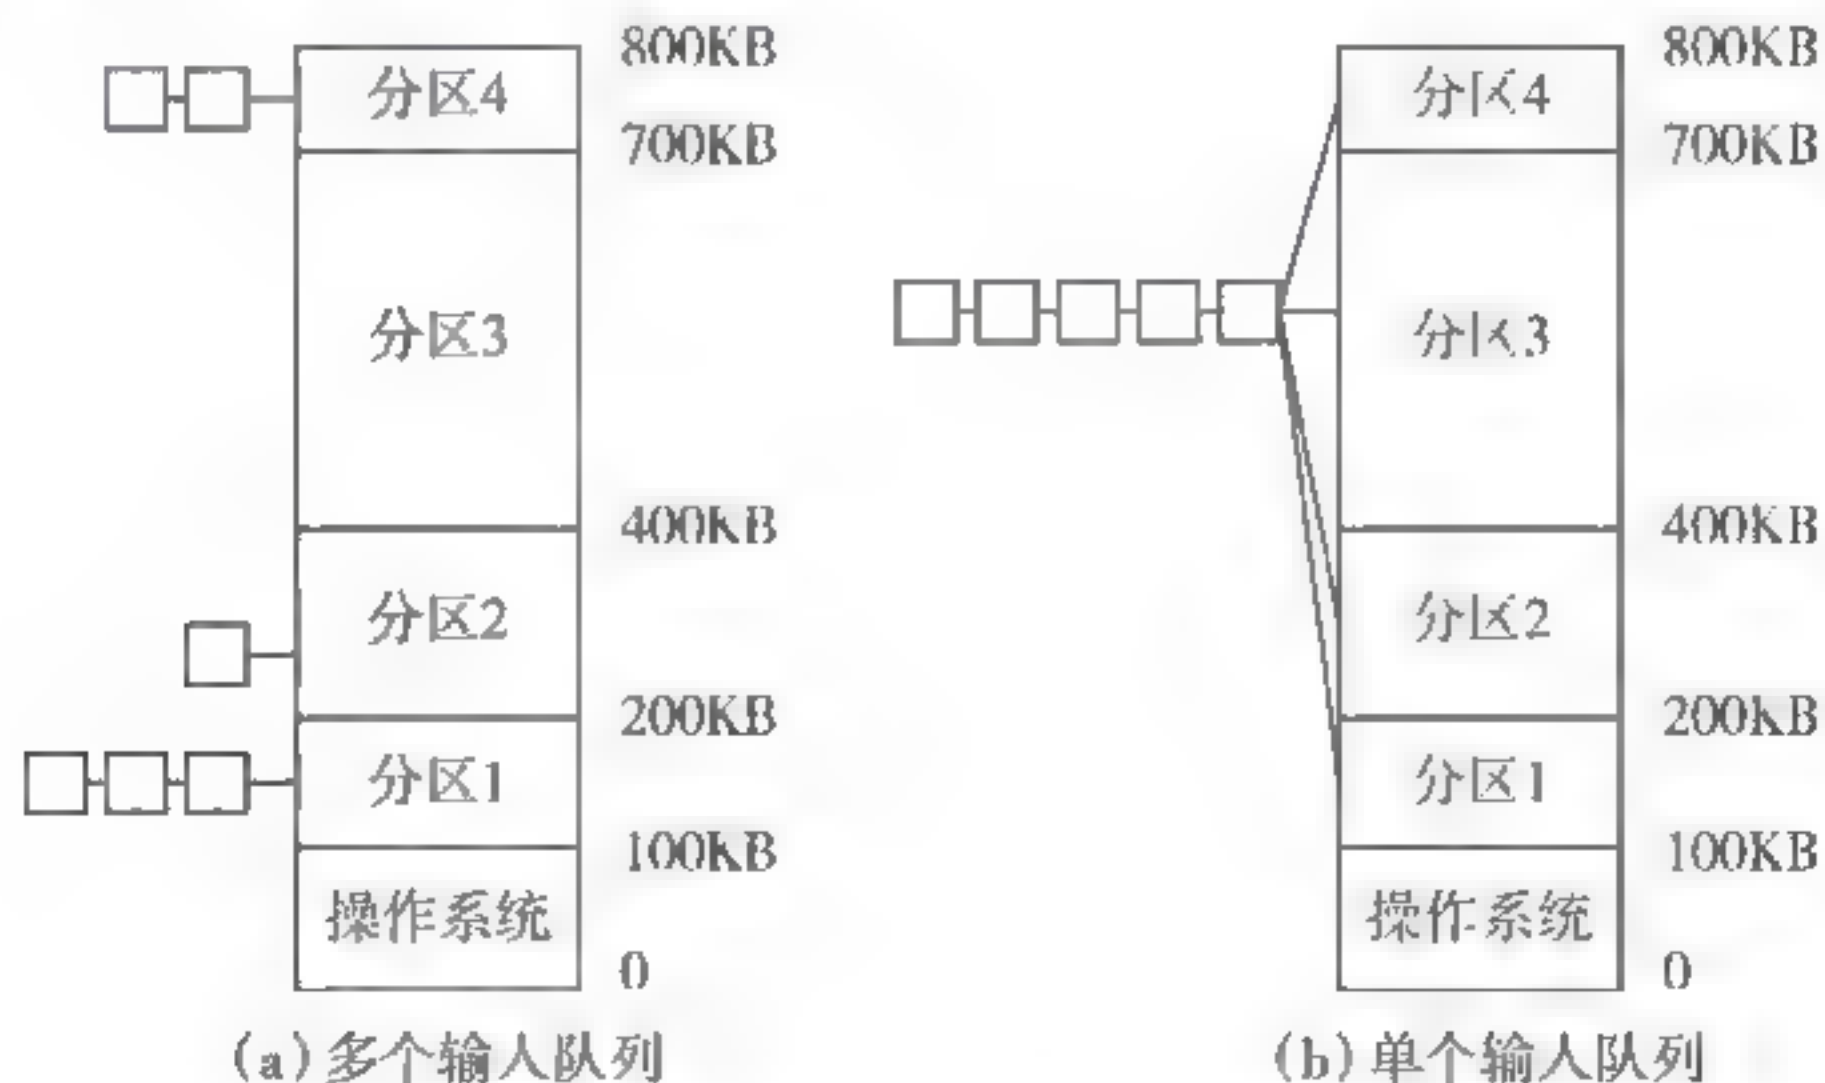 800KB
分区4
700KB
分区3
400KB
分区2
200KB
分区1
100KB
操作系统
0
(a)多个输入队列
800KB
分区4
700KB
分区3
400KB
分区2
200KB
分区1
100KB
操作系统
0
(b)单个输入队列